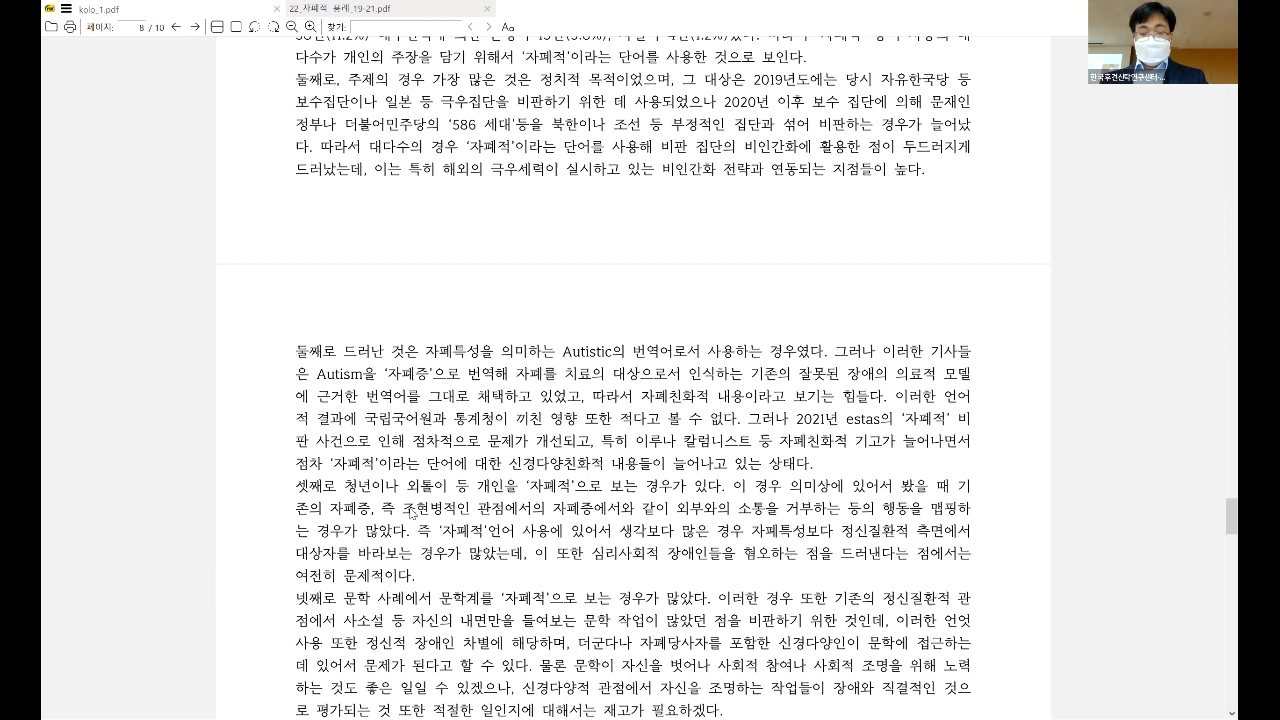 kolo_1.pdf
22_자폐적_용례_19-21.pdf
페이지: 8 / 10
찾기:
Aa
한국후견신탁연구센터-...
다수가 개인의 주장을 담기 위해서 ‘자폐적’이라는 단어를 사용한 것으로 보인다.
둘째로, 주제의 경우 가장 많은 것은 정치적 목적이었으며, 그 대상은 2019년도에는 당시 자유한국당 등
보수집단이나 일본 등 극우집단을 비판하기 위한 데 사용되었으나 2020년 이후 보수 집단에 의해 문재인
정부나 더불어민주당의 ‘586 세대’등을 북한이나 조선 등 부정적인 집단과 섞어 비판하는 경우가 늘어났
다. 따라서 대다수의 경우 ‘자폐적’이라는 단어를 사용해 비판 집단의 비인간화에 활용한 점이 두드러지게
드러났는데, 이는 특히 해외의 극우세력이 실시하고 있는 비인간화 전략과 연동되는 지점들이 높다.
둘째로 드러난 것은 자폐특성을 의미하는 Autistic의 번역어로서 사용하는 경우였다. 그러나 이러한 기사들
은 Autism을 ‘자폐증’으로 번역해 자폐를 치료의 대상으로서 인식하는 기존의 잘못된 장애의 의료적 모델
에 근거한 번역어를 그대로 채택하고 있었고, 따라서 자폐친화적 내용이라고 보기는 힘들다. 이러한 언어
적 결과에 국립국어원과 통계청이 끼친 영향 또한 적다고 볼 수 없다. 그러나 2021년 estas의 ‘자폐적’ 비
판 사건으로 인해 점차적으로 문제가 개선되고, 특히 이루나 칼럼니스트 등 자폐친화적 기고가 늘어나면서
점차 ‘자폐적’이라는 단어에 대한 신경다양친화적 내용들이 늘어나고 있는 상태다.
셋째로 청년이나 외톨이 등 개인을 ‘자폐적’으로 보는 경우가 있다. 이 경우 의미상에 있어서 봤을 때 기
존의 자폐증, 즉 조현병적인 관점에서의 자폐증에서와 같이 외부와의 소통을 거부하는 등의 행동을 맵핑하
는 경우가 많았다. 즉 ‘자폐적’언어 사용에 있어서 생각보다 많은 경우 자폐특성보다 정신질환적 측면에서
대상자를 바라보는 경우가 많았는데, 이 또한 심리사회적 장애인들을 혐오하는 점을 드러낸다는 점에서는
여전히 문제적이다.
넷째로 문학 사례에서 문학계를 ‘자폐적’으로 보는 경우가 많았다. 이러한 경우 또한 기존의 정신질환적 관
점에서 사소설 등 자신의 내면만을 들여보는 문학 작업이 많았던 점을 비판하기 위한 것인데, 이러한 언엇
사용 또한 정신적 장애인 차별에 해당하며, 더군다나 자폐당사자를 포함한 신경다양인이 문학에 접근하는
데 있어서 문제가 된다고 할 수 있다. 물론 문학이 자신을 벗어나 사회적 참여나 사회적 조명을 위해 노력
하는 것도 좋은 일일 수 있겠으나, 신경다양적 관점에서 자신을 조명하는 작업들이 장애와 직결적인 것으
로 평가되는 것 또한 적절한 일인지에 대해서는 재고가 필요하겠다.